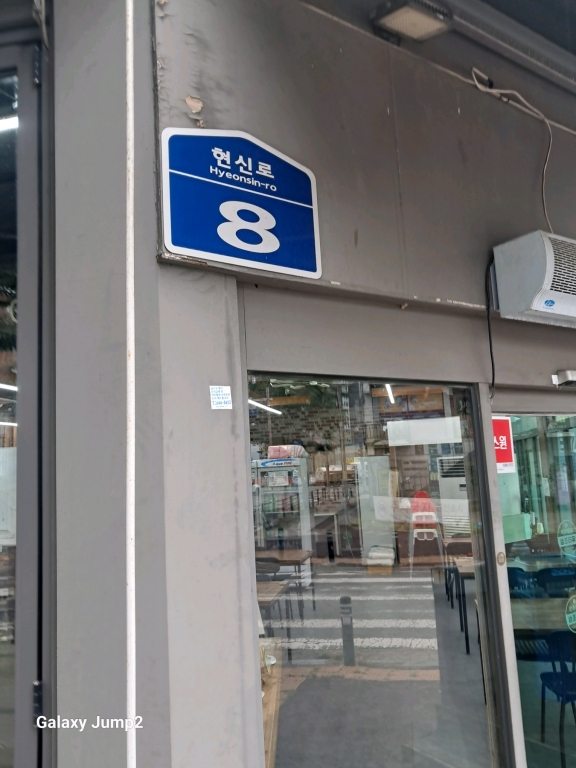 현신로
Hyeonsin-ro
8
Galaxy Jump2